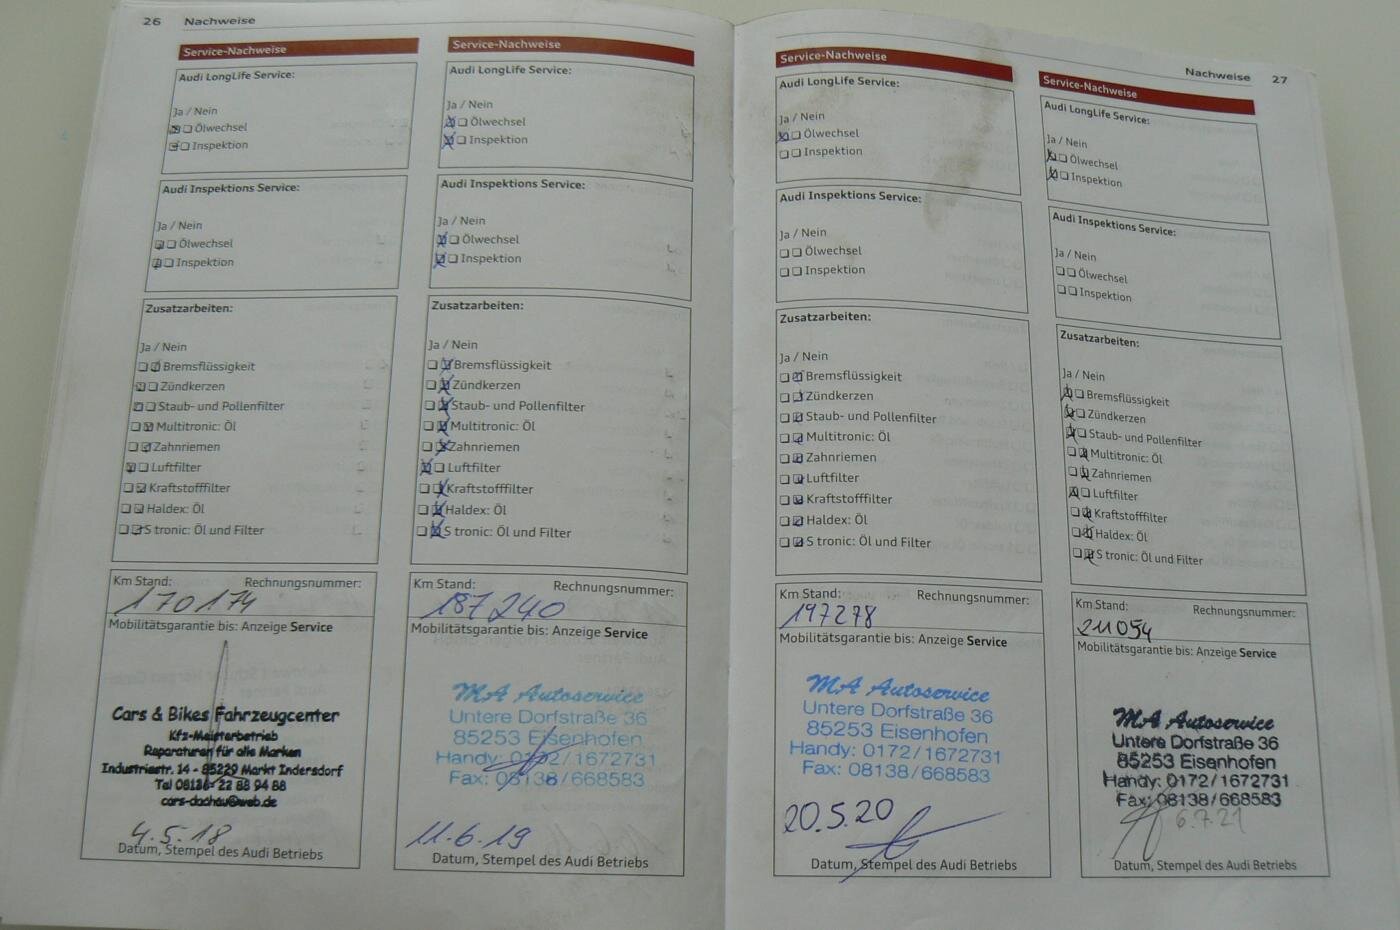 26 Nachweise
Service-Nachweise
Audi LongLife Service:
Ja / Nein
Ölwechsel
Inspektion
Audi Inspektions Service:
Ja / Nein
Ölwechsel
Inspektion
Zusatzarbeiten:
Ja / Nein
Bremsflüssigkeit
Zündkerzen
Staub- und Pollenfilter
Multitronic: Öl
Zahnriemen
Luftfilter
Kraftstofffilter
Haldex: Öl
S tronic: Öl und Filter
Km Stand: Rechnungsnummer:
170174
Mobilitätsgarantie bis: Anzeige Service
Cars & Bikes Fahrzeugcenter
Kfz-Meisterbetrieb
Reparaturen für alle Marken
Industriestr. 14 - 85229 Markt Indersdorf
Tel 08136- 22 88 94 88
cars-dachau@web.de
4.5.18
Datum, Stempel des Audi Betriebs
Service-Nachweise
Audi LongLife Service:
Ja / Nein
Ölwechsel
Inspektion
Audi Inspektions Service:
Ja / Nein
Ölwechsel
Inspektion
Zusatzarbeiten:
Ja / Nein
Bremsflüssigkeit
Zündkerzen
Staub- und Pollenfilter
Multitronic: Öl
Zahnriemen
Luftfilter
Kraftstofffilter
Haldex: Öl
S tronic: Öl und Filter
Km Stand: Rechnungsnummer:
187240
Mobilitätsgarantie bis: Anzeige Service
MA Autoservice
Untere Dorfstraße 36
85253 Eisenhofen
Handy: 0172/1672731
Fax: 08138/668583
11.6.19
Datum, Stempel des Audi Betriebs
Service-Nachweise
Audi LongLife Service:
Ja / Nein
Ölwechsel
Inspektion
Audi Inspektions Service:
Ja / Nein
Ölwechsel
Inspektion
Zusatzarbeiten:
Ja / Nein
Bremsflüssigkeit
Zündkerzen
Staub- und Pollenfilter
Multitronic: Öl
Zahnriemen
Luftfilter
Kraftstofffilter
Haldex: Öl
S tronic: Öl und Filter
Km Stand: Rechnungsnummer:
197278
Mobilitätsgarantie bis: Anzeige Service
MA Autoservice
Untere Dorfstraße 36
85253 Eisenhofen
Handy: 0172/1672731
Fax: 08138/668583
20.5.20
Datum, Stempel des Audi Betriebs
Nachweise 27
Service-Nachweise
Audi LongLife Service:
Ja / Nein
Ölwechsel
Inspektion
Audi Inspektions Service:
Ja / Nein
Ölwechsel
Inspektion
Zusatzarbeiten:
Ja / Nein
Bremsflüssigkeit
Zündkerzen
Staub- und Pollenfilter
Multitronic: Öl
Zahnriemen
Luftfilter
Kraftstofffilter
Haldex: Öl
S tronic: Öl und Filter
Km Stand: Rechnungsnummer:
211054
Mobilitätsgarantie bis: Anzeige Service
MA Autoservice
Untere Dorfstraße 36
85253 Eisenhofen
Handy: 0172/1672731
Fax: 08138/668583
6.7.21
Datum, Stempel des Audi Betriebs